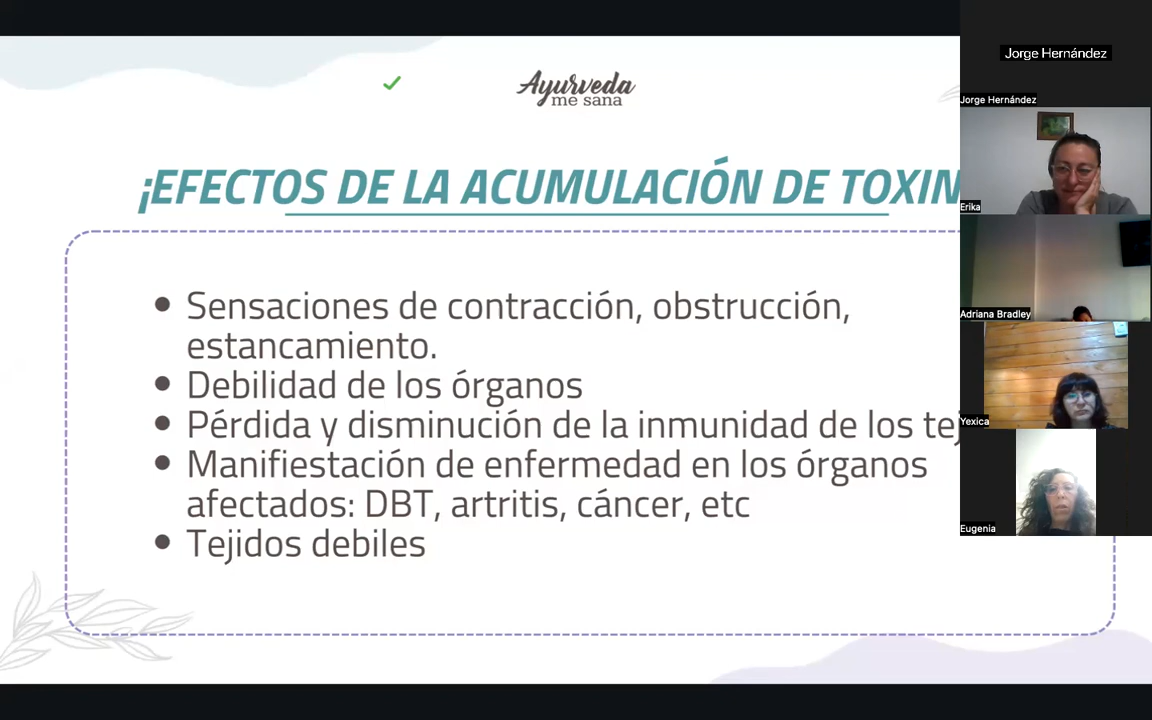 Ayurveda
me sana
¡EFECTOS DE LA ACUMULACIÓN DE TOXIN
• Sensaciones de contracción, obstrucción,
estancamiento.
• Debilidad de los órganos
• Pérdida y disminución de la inmunidad de los tej
• Manifiestación de enfermedad en los órganos
afectados: DBT, artritis, cáncer, etc
• Tejidos debiles
Jorge Hernández
Jorge Hernández
Erika
Adriana Bradley
Yexica
Eugenia